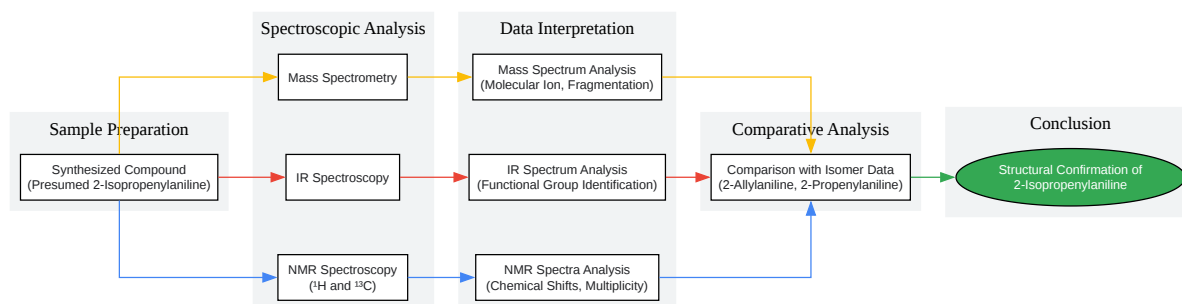 Spectroscopic Analysis
Data Interpretation
Mass Spectrometry
Mass Spectrum Analysis
(Molecular Ion, Fragmentation)
Sample Preparation
Comparative Analysis
Conclusion
Synthesized Compound
(Presumed 2-Isopropenylaniline)
IR Spectroscopy
IR Spectrum Analysis
(Functional Group Identification)
Comparison with Isomer Data
(2-Allylaniline, 2-Propenylaniline)
Structural Confirmation of
2-Isopropenylaniline
NMR Spectroscopy
(¹H and ¹³C)
NMR Spectra Analysis
(Chemical Shifts, Multiplicity)